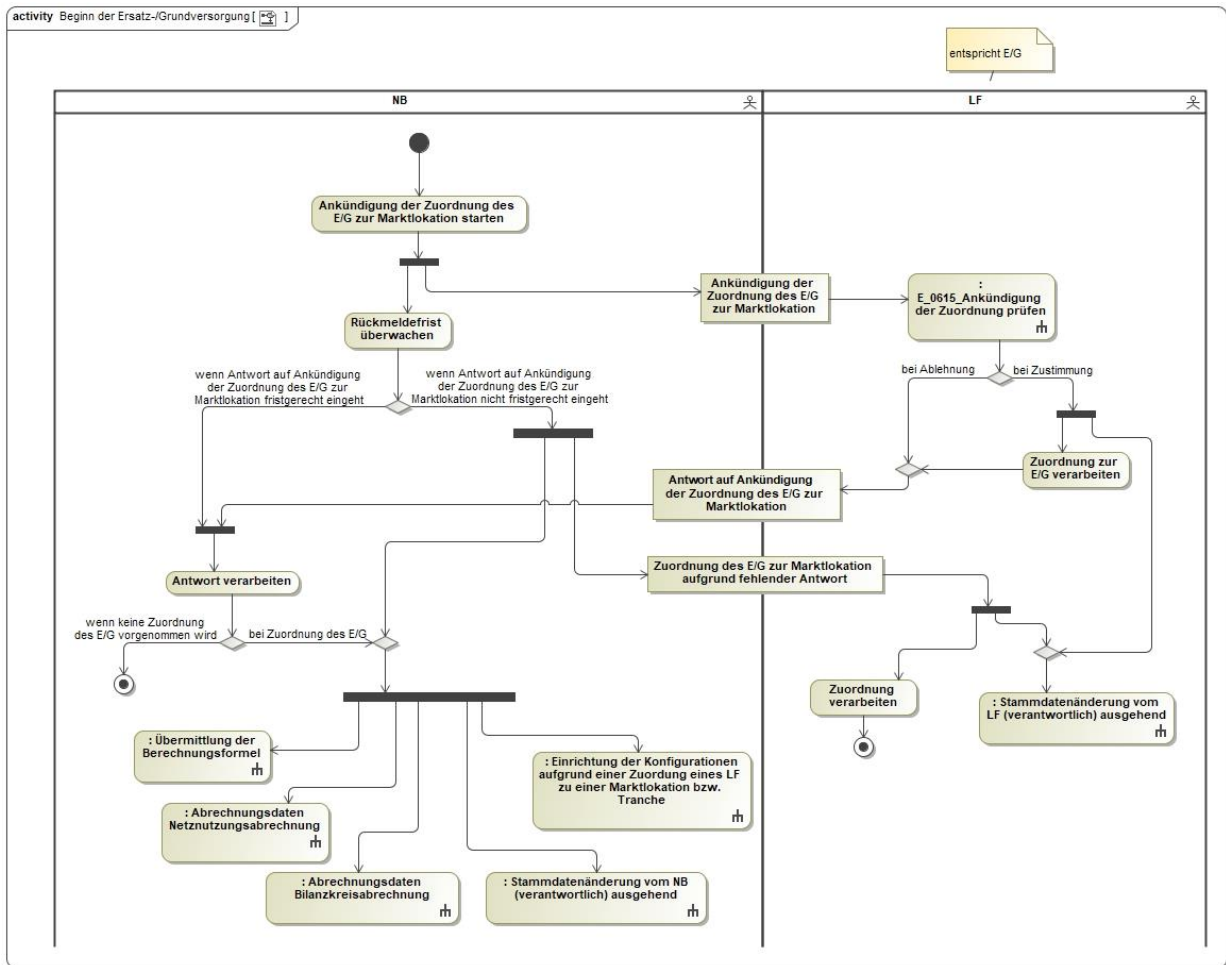 activity Beginn der Ersatz-/Grundversorgung [ ]
entspricht E/G
NB
LF
Ankündigung der Zuordnung des
E/G zur Marktlokation starten
Ankündigung der
Zuordnung des E/G
zur Marktlokation
:
E_0615_Ankündigung
der Zuordnung prüfen
Rückmeldefrist
überwachen
wenn Antwort auf Ankündigung
der Zuordnung des E/G zur
Marktlokation fristgerecht eingeht
wenn Antwort auf Ankündigung
der Zuordnung des E/G zur
Marktlokation nicht fristgerecht eingeht
bei Ablehnung
bei Zustimmung
Zuordnung zur
E/G verarbeiten
Antwort auf Ankündigung
der Zuordnung des E/G zur
Marktlokation
Zuordnung des E/G zur Marktlokation
aufgrund fehlender Antwort
Antwort verarbeiten
wenn keine Zuordnung
des E/G vorgenommen wird
bei Zuordnung des E/G
Zuordnung
verarbeiten
: Stammdatenänderung vom
LF (verantwortlich) ausgehend
: Übermittlung der
Berechnungsformel
: Einrichtung der Konfigurationen
aufgrund einer Zuordung eines LF
zu einer Marktlokation bzw.
Tranche
: Abrechnungsdaten
Netznutzungsabrechnung
: Abrechnungsdaten
Bilanzkreisabrechnung
: Stammdatenänderung vom NB
(verantwortlich) ausgehend